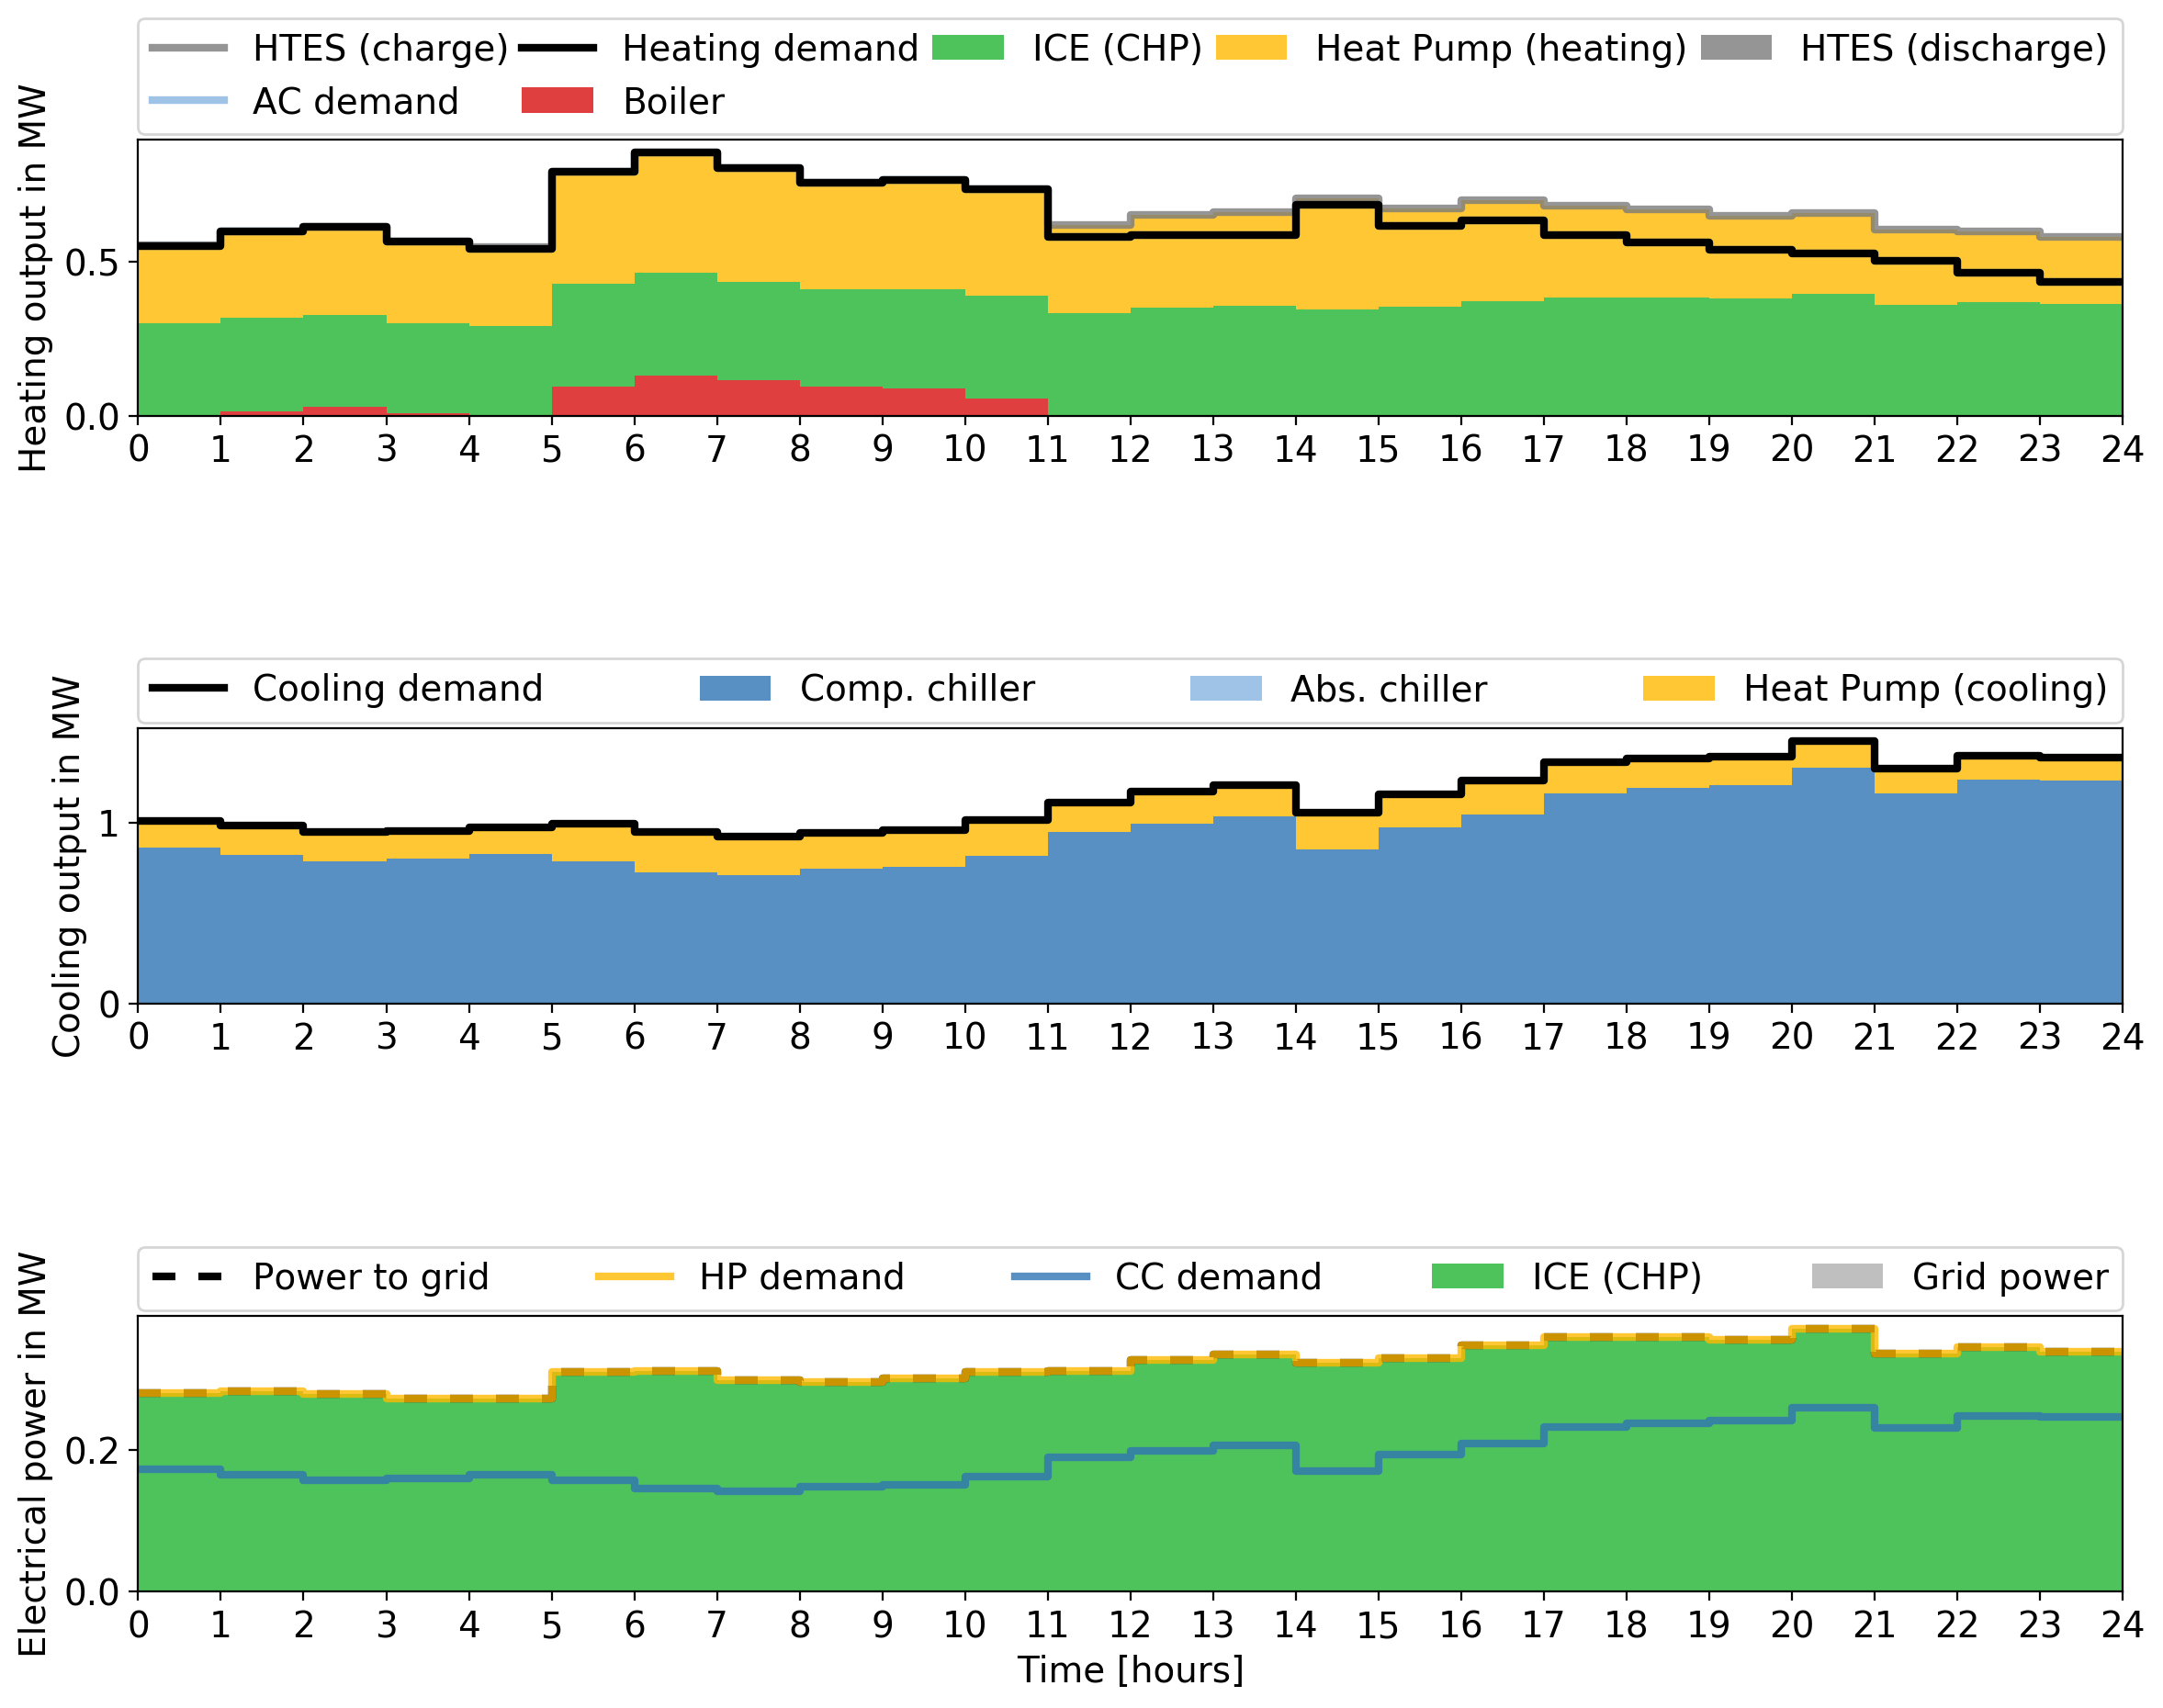 HTES (charge) Heating demand ICE (CHP) Heat Pump (heating) HTES (discharge)
AC demand Boiler
Heating output in MW
0.5
0.0
0 1 2 3 4 5 6 7 8 9 10 11 12 13 14 15 16 17 18 19 20 21 22 23 24
Cooling demand Comp. chiller Abs. chiller Heat Pump (cooling)
Cooling output in MW
1
0
0 1 2 3 4 5 6 7 8 9 10 11 12 13 14 15 16 17 18 19 20 21 22 23 24
Power to grid HP demand CC demand ICE (CHP) Grid power
Electrical power in MW
0.2
0.0
0 1 2 3 4 5 6 7 8 9 10 11 12 13 14 15 16 17 18 19 20 21 22 23 24
Time [hours]